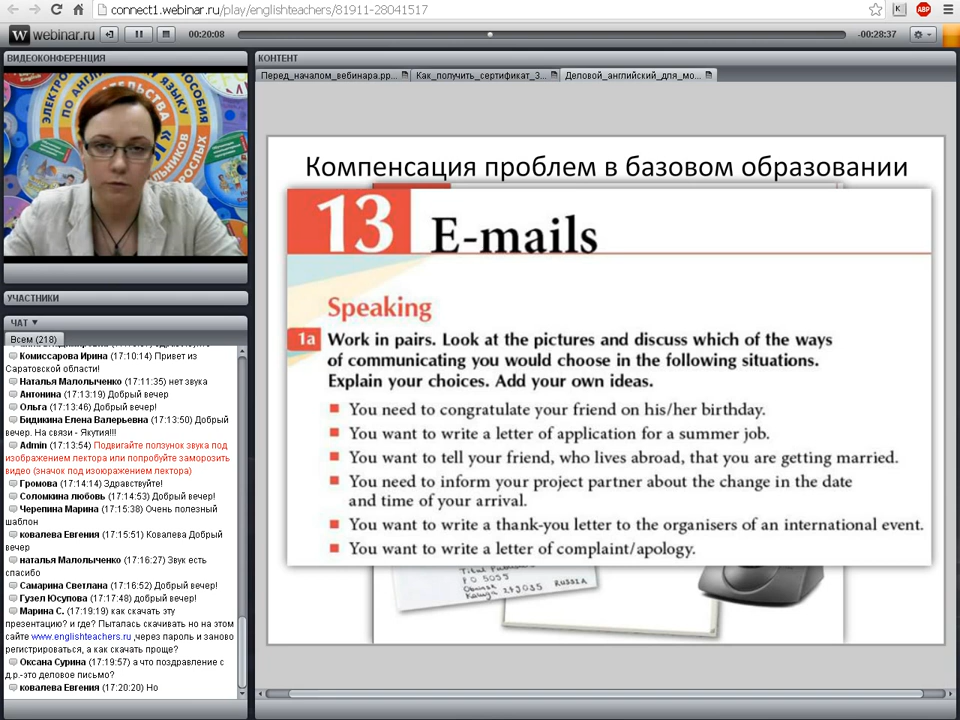 connect1.webinar.ru/play/englishteachers/81911-28041517
K
ABP
W webinar.ru
00:20:08
-00:28:37
ВИДЕОКОНФЕРЕНЦИЯ
ЭЛЕКТРО
ПОСОБИЯ
ПО АНГЛ
ЯЗЫКУ
УЧАСТНИКИ
ЧАТ
Всем (218)
Комиссарова Ирина (17:10:14) Привет из
Саратовской области!
Наталья Малолыченко (17:11:35) нет звука
Антонина (17:13:19) Добрый вечер
Ольга (17:13:46) Добрый вечер!
Бидикина Елена Валерьевна (17:13:50) Добрый
вечер. На связи - Якутия!!!
Admin (17:13:54) Подвигайте ползунок звука под
изображением лектора или попробуйте заморозить
видео (значок под изоюражением лектора)
Громова (17:14:14) Здравствуйте!
Соломкина любовь (17:14:53) Добрый вечер!
Черепина Марина (17:15:38) Очень полезный
шаблон
ковалева Евгения (17:15:51) Ковалева Добрый
вечер
наталья Малолыченко (17:16:27) Звук есть
спасибо
Самарина Светлана (17:16:52) Добрый вечер!
Гузел Юсупова (17:17:48) добрый вечер!
Марина С. (17:19:19) как скачать эту
презентацию? и где? Пыталась скачивать но на этом
сайте www.englishteachers.ru ,через пароль и заново
регистрироваться, а как скачать проще?
Оксана Сурина (17:19:57) а что поздравление с
д.р.-это деловое письмо?
ковалева Евгения (17:20:20) Но
КОНТЕНТ
Перед_началом_вебинара.pp...
Как_получить_сертификат_3...
Деловой_английский_для_мо...
Компенсация проблем в базовом образовании
13 E-mails
Speaking
1a Work in pairs. Look at the pictures and discuss which of the ways
of communicating you would choose in the following situations.
Explain your choices. Add your own ideas.
You need to congratulate your friend on his/her birthday.
You want to write a letter of application for a summer job.
You want to tell your friend, who lives abroad, that you are getting married.
You need to inform your project partner about the change in the date
and time of your arrival.
You want to write a thank-you letter to the organisers of an international event.
You want to write a letter of complaint/apology.
PO 5055
RUSSIA